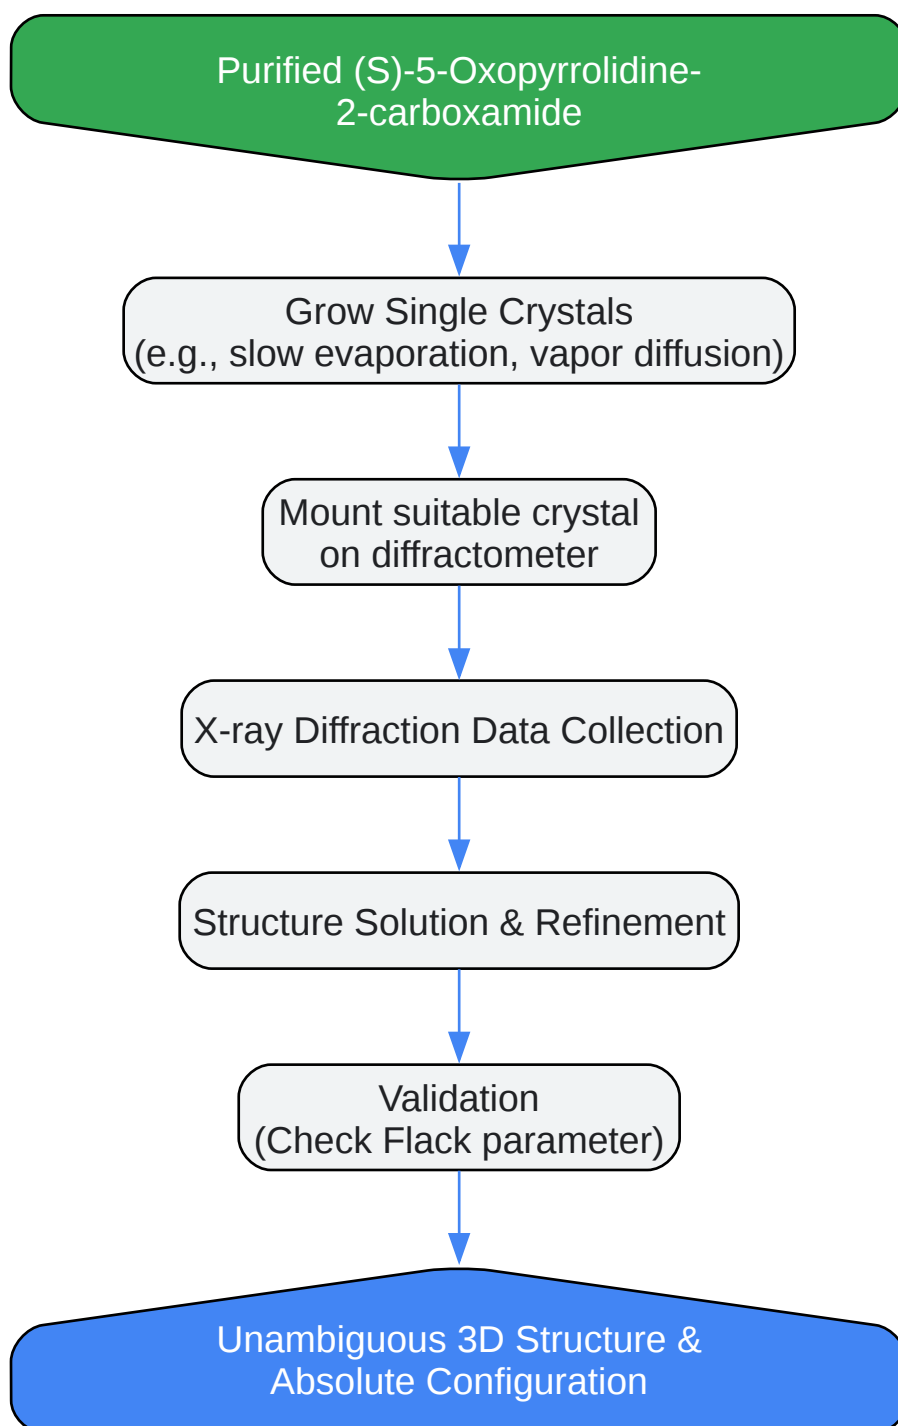 Purified (S)-5-Oxopyrrolidine-
2-carboxamide
Grow Single Crystals
(e.g., slow evaporation, vapor diffusion)
Mount suitable crystal
on diffractometer
X-ray Diffraction Data Collection
Structure Solution & Refinement
Validation
(Check Flack parameter)
Unambiguous 3D Structure &
Absolute Configuration